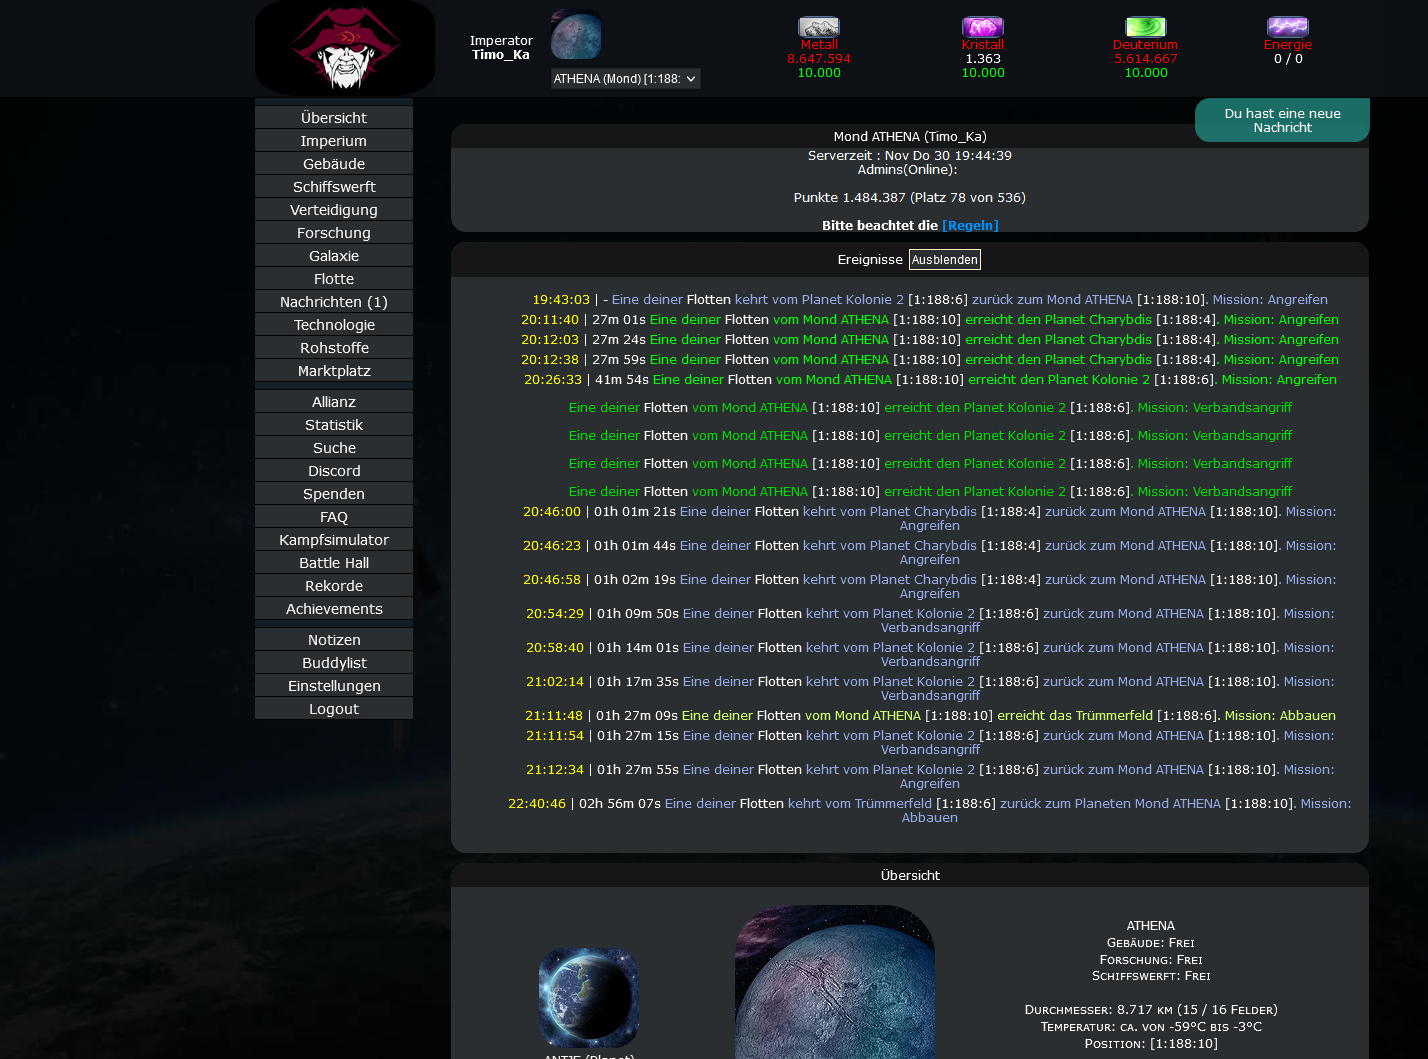 Imperator
Timo_Ka
ATHENA (Mond) [1:188:
Metall
8.647.594
10.000
Kristall
1.363
10.000
Deuterium
5.614.667
10.000
Energie
0 / 0
Du hast eine neue
Nachricht
Übersicht
Imperium
Gebäude
Schiffswerft
Verteidigung
Forschung
Galaxie
Flotte
Nachrichten (1)
Technologie
Rohstoffe
Marktplatz
Allianz
Statistik
Suche
Discord
Spenden
FAQ
Kampfsimulator
Battle Hall
Rekorde
Achievements
Notizen
Buddylist
Einstellungen
Logout
Mond ATHENA (Timo_Ka)
Serverzeit : Nov Do 30 19:44:39
Admins(Online):
Punkte 1.484.387 (Platz 78 von 536)
Bitte beachtet die [Regeln]
Ereignisse Ausblenden
19:43:03 | - Eine deiner Flotten kehrt vom Planet Kolonie 2 [1:188:6] zurück zum Mond ATHENA [1:188:10]. Mission: Angreifen
20:11:40 | 27m 01s Eine deiner Flotten vom Mond ATHENA [1:188:10] erreicht den Planet Charybdis [1:188:4]. Mission: Angreifen
20:12:03 | 27m 24s Eine deiner Flotten vom Mond ATHENA [1:188:10] erreicht den Planet Charybdis [1:188:4]. Mission: Angreifen
20:12:38 | 27m 59s Eine deiner Flotten vom Mond ATHENA [1:188:10] erreicht den Planet Charybdis [1:188:4]. Mission: Angreifen
20:26:33 | 41m 54s Eine deiner Flotten vom Mond ATHENA [1:188:10] erreicht den Planet Kolonie 2 [1:188:6]. Mission: Angreifen
Eine deiner Flotten vom Mond ATHENA [1:188:10] erreicht den Planet Kolonie 2 [1:188:6]. Mission: Verbandsangriff
Eine deiner Flotten vom Mond ATHENA [1:188:10] erreicht den Planet Kolonie 2 [1:188:6]. Mission: Verbandsangriff
Eine deiner Flotten vom Mond ATHENA [1:188:10] erreicht den Planet Kolonie 2 [1:188:6]. Mission: Verbandsangriff
Eine deiner Flotten vom Mond ATHENA [1:188:10] erreicht den Planet Kolonie 2 [1:188:6]. Mission: Verbandsangriff
20:46:00 | 01h 01m 21s Eine deiner Flotten kehrt vom Planet Charybdis [1:188:4] zurück zum Mond ATHENA [1:188:10]. Mission:
Angreifen
20:46:23 | 01h 01m 44s Eine deiner Flotten kehrt vom Planet Charybdis [1:188:4] zurück zum Mond ATHENA [1:188:10]. Mission:
Angreifen
20:46:58 | 01h 02m 19s Eine deiner Flotten kehrt vom Planet Charybdis [1:188:4] zurück zum Mond ATHENA [1:188:10]. Mission:
Angreifen
20:54:29 | 01h 09m 50s Eine deiner Flotten kehrt vom Planet Kolonie 2 [1:188:6] zurück zum Mond ATHENA [1:188:10]. Mission:
Verbandsangriff
20:58:40 | 01h 14m 01s Eine deiner Flotten kehrt vom Planet Kolonie 2 [1:188:6] zurück zum Mond ATHENA [1:188:10]. Mission:
Verbandsangriff
21:02:14 | 01h 17m 35s Eine deiner Flotten kehrt vom Planet Kolonie 2 [1:188:6] zurück zum Mond ATHENA [1:188:10]. Mission:
Verbandsangriff
21:11:48 | 01h 27m 09s Eine deiner Flotten vom Mond ATHENA [1:188:10] erreicht das Trümmerfeld [1:188:6]. Mission: Abbauen
21:11:54 | 01h 27m 15s Eine deiner Flotten kehrt vom Planet Kolonie 2 [1:188:6] zurück zum Mond ATHENA [1:188:10]. Mission:
Verbandsangriff
21:12:34 | 01h 27m 55s Eine deiner Flotten kehrt vom Planet Kolonie 2 [1:188:6] zurück zum Mond ATHENA [1:188:10]. Mission:
Angreifen
22:40:46 | 02h 56m 07s Eine deiner Flotten kehrt vom Trümmerfeld [1:188:6] zurück zum Planeten Mond ATHENA [1:188:10]. Mission:
Abbauen
Übersicht
ANTJE (Planet)
ATHENA
Gebäude: Frei
Forschung: Frei
Schiffswerft: Frei
Durchmesser: 8.717 km (15 / 16 Felder)
Temperatur: ca. von -59°C bis -3°C
Position: [1:188:10]